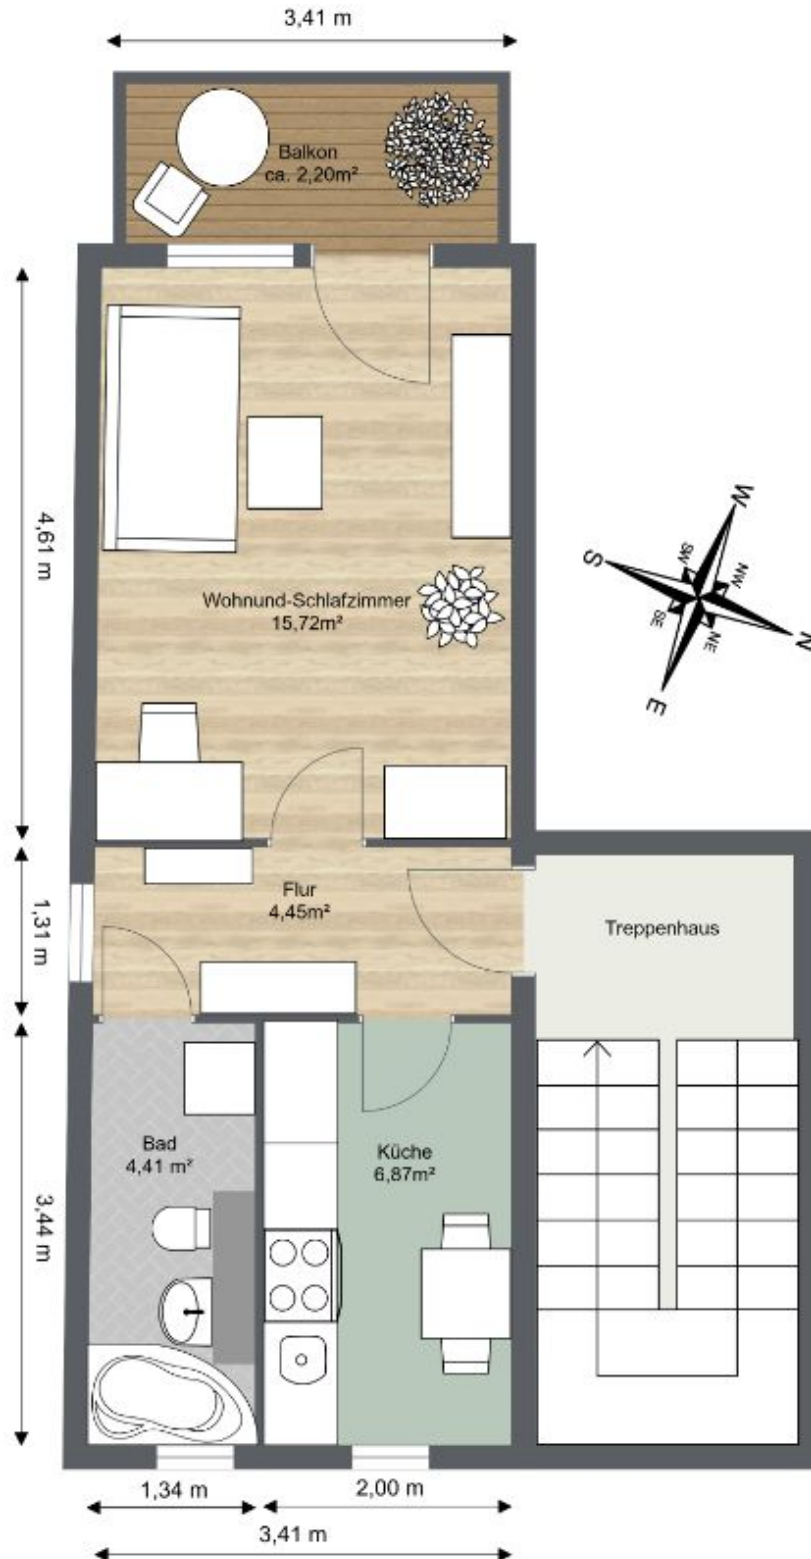 3,41 m
Balkon
ca. 2,20m²
4,61 m
Wohnund-Schlafzimmer
15,72m²
W
SW
NW
S
N
SE
NE
E
1,31 m
Flur
4,45m²
Treppenhaus
3,44 m
Bad
4,41 m²
Küche
6,87m²
1,34 m
2,00 m
3,41 m